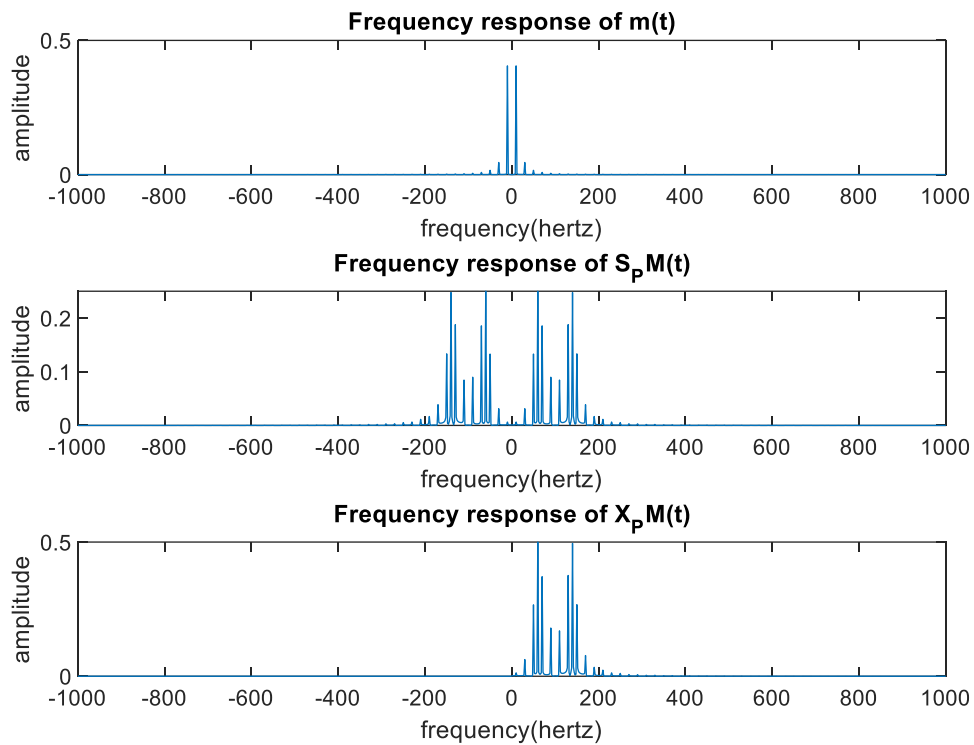 Frequency response of m(t)
0.5
0
amplitude
-1000 -800 -600 -400 -200 0 200 400 600 800 1000
frequency(hertz)
Frequency response of SPM(t)
0.2
0.1
0
amplitude
-1000 -800 -600 -400 -200 0 200 400 600 800 1000
frequency(hertz)
Frequency response of XPM(t)
0.5
0
amplitude
-1000 -800 -600 -400 -200 0 200 400 600 800 1000
frequency(hertz)